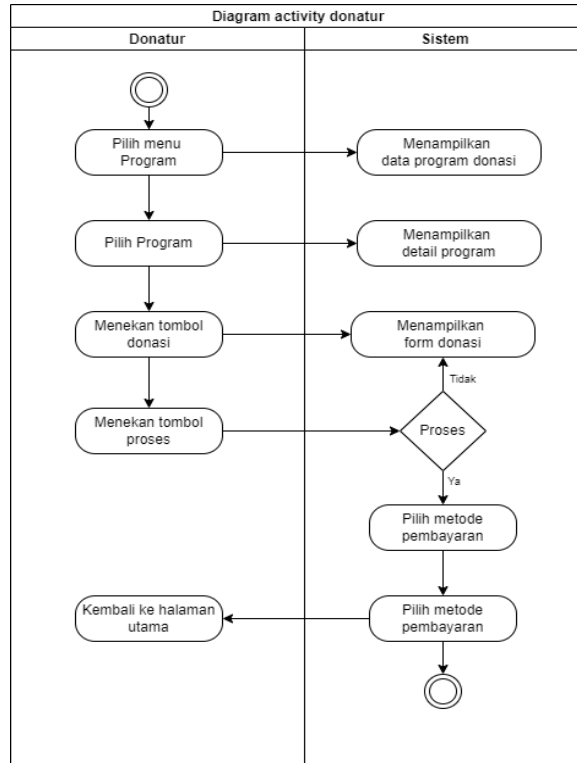 Diagram activity donatur
Donatur
Sistem
Pilih menu
Program
Menampilkan
data program donasi
Pilih Program
Menampilkan
detail program
Menekan tombol
donasi
Menampilkan
form donasi
Tidak
Menekan tombol
proses
Proses
Ya
Pilih metode
pembayaran
Kembali ke halaman
utama
Pilih metode
pembayaran